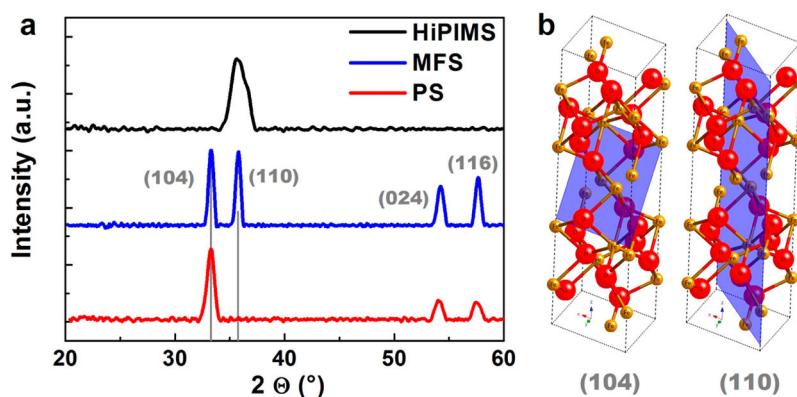 a
HiPIMS
MFS
PS
Intensity (a.u.)
(104)
(110)
(024)
(116)
20
30
40
50
60
2 Θ (°)
b
(104)
(110)